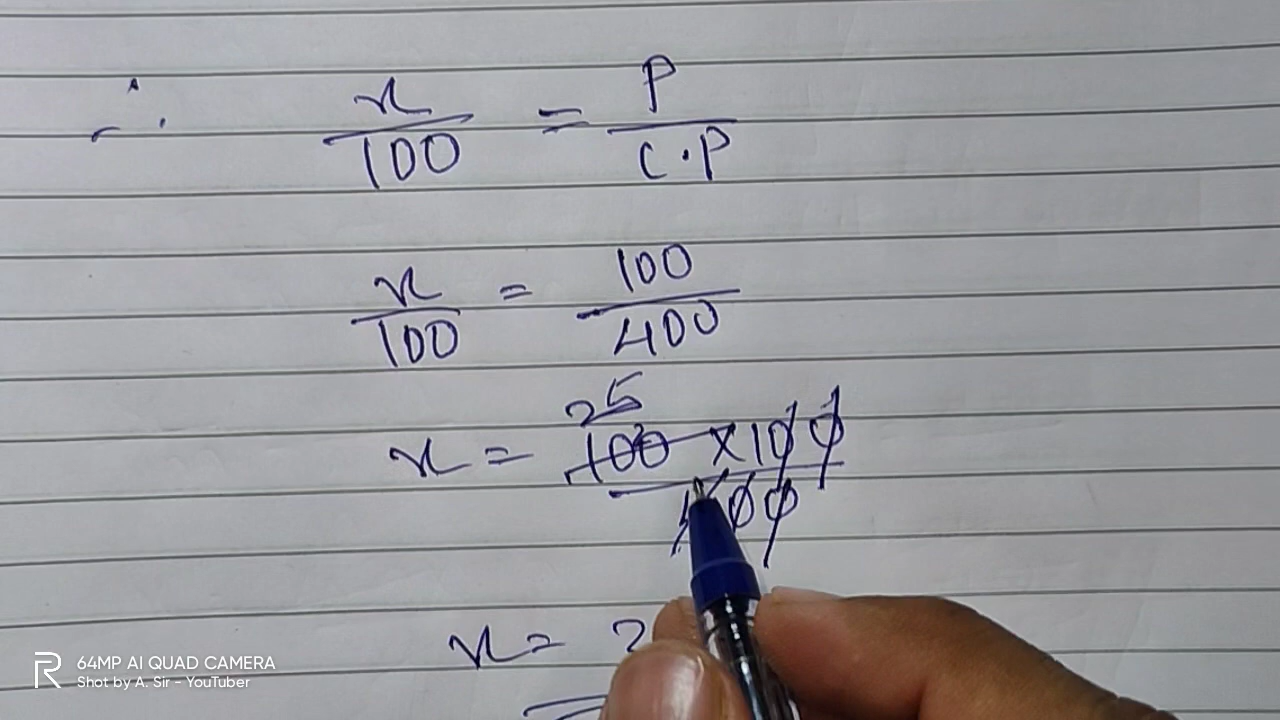 ∴ x/100 = P/C.P
x/100 = 100/400
25
x = 100 × 100/400
x = 2
64MP AI QUAD CAMERA
Shot by A. Sir - YouTuber